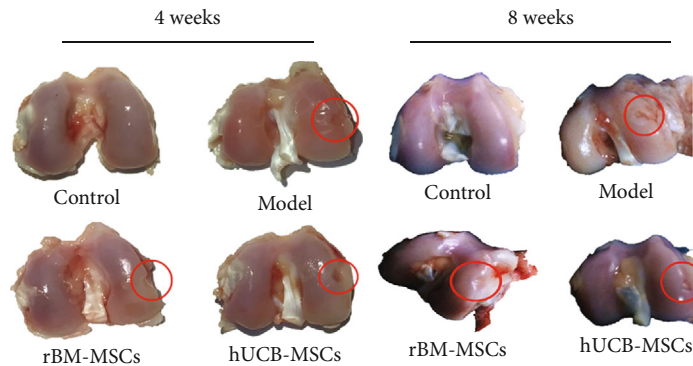 4 weeks
8 weeks
Control
Model
Control
Model
rBM-MSCs
hUCB-MSCs
rBM-MSCs
hUCB-MSCs